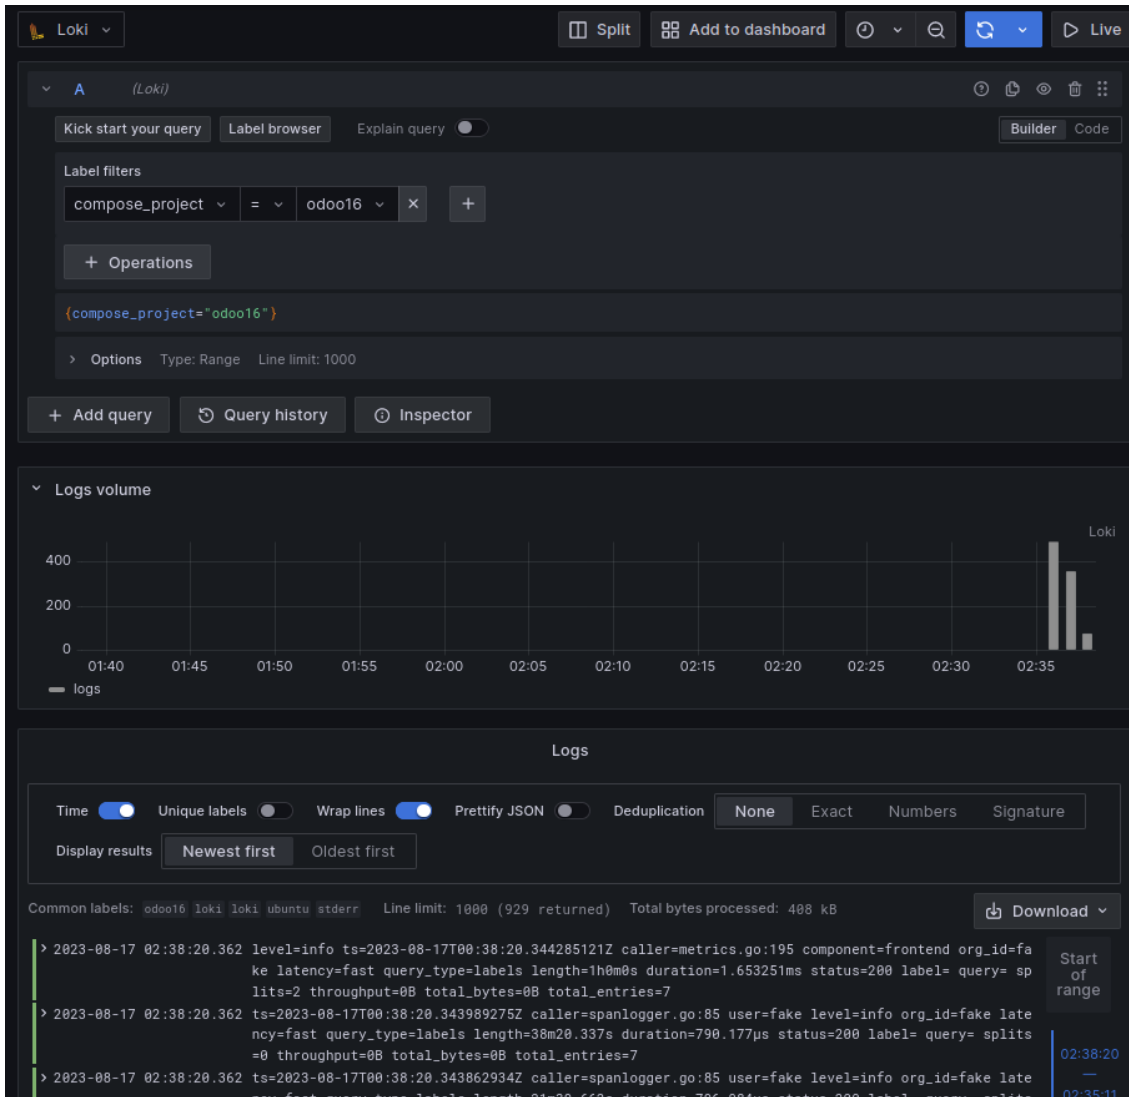 Loki Split Add to dashboard Live
A (Loki)
Kick start your query Label browser Explain query Builder Code
Label filters
compose_project = odoo16 × +
+ Operations
{compose_project="odoo16"}
> Options Type: Range Line limit: 1000
+ Add query Query history Inspector
Logs volume
Loki
400
200
0
01:40 01:45 01:50 01:55 02:00 02:05 02:10 02:15 02:20 02:25 02:30 02:35
logs
Logs
Time Unique labels Wrap lines Prettify JSON Deduplication None Exact Numbers Signature
Display results Newest first Oldest first
Common labels: odoo16 loki loki ubuntu stderr Line limit: 1000 (929 returned) Total bytes processed: 408 kB Download
> 2023-08-17 02:38:20.362 level=info ts=2023-08-17T00:38:20.344285121Z caller=metrics.go:195 component=frontend org_id=fa
ke latency=fast query_type=labels length=1h0m0s duration=1.653251ms status=200 label= query= sp
lits=2 throughput=0B total_bytes=0B total_entries=7
> 2023-08-17 02:38:20.362 ts=2023-08-17T00:38:20.343989275Z caller=spanlogger.go:85 user=fake level=info org_id=fake late
ncy=fast query_type=labels length=38m20.337s duration=790.177µs status=200 label= query= splits
=0 throughput=0B total_bytes=0B total_entries=7
> 2023-08-17 02:38:20.362 ts=2023-08-17T00:38:20.343862934Z caller=spanlogger.go:85 user=fake level=info org_id=fake late
Start
of
range
02:38:20
—
02:35:11